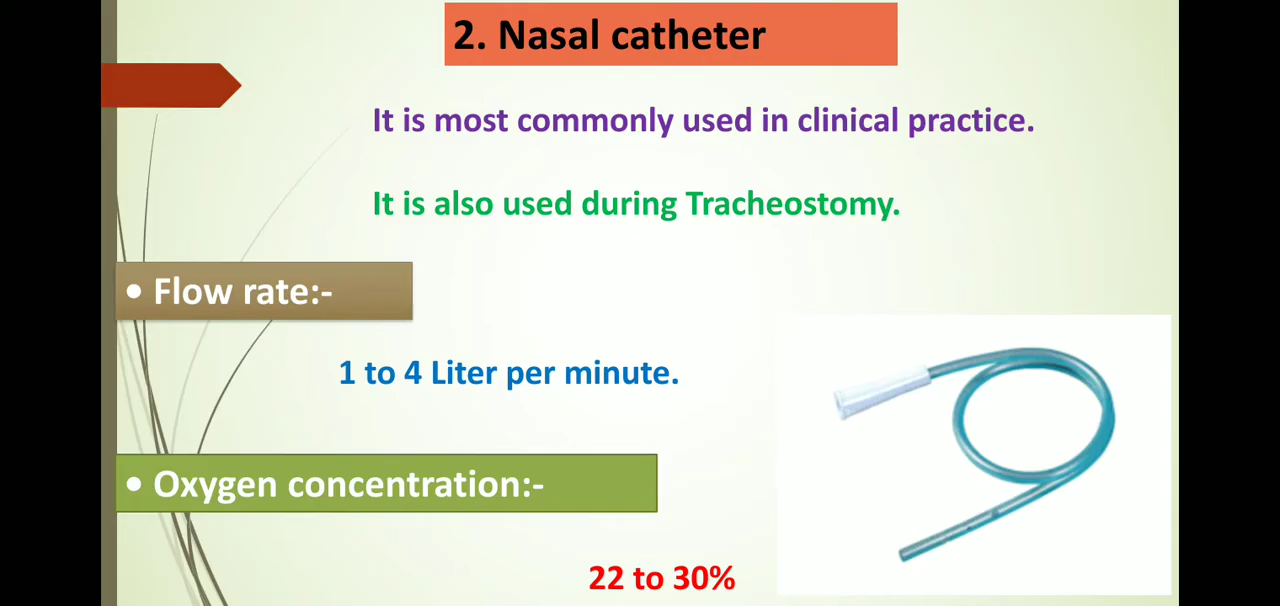 2. Nasal catheter
It is most commonly used in clinical practice.
It is also used during Tracheostomy.
• Flow rate:-
1 to 4 Liter per minute.
• Oxygen concentration:-
22 to 30%